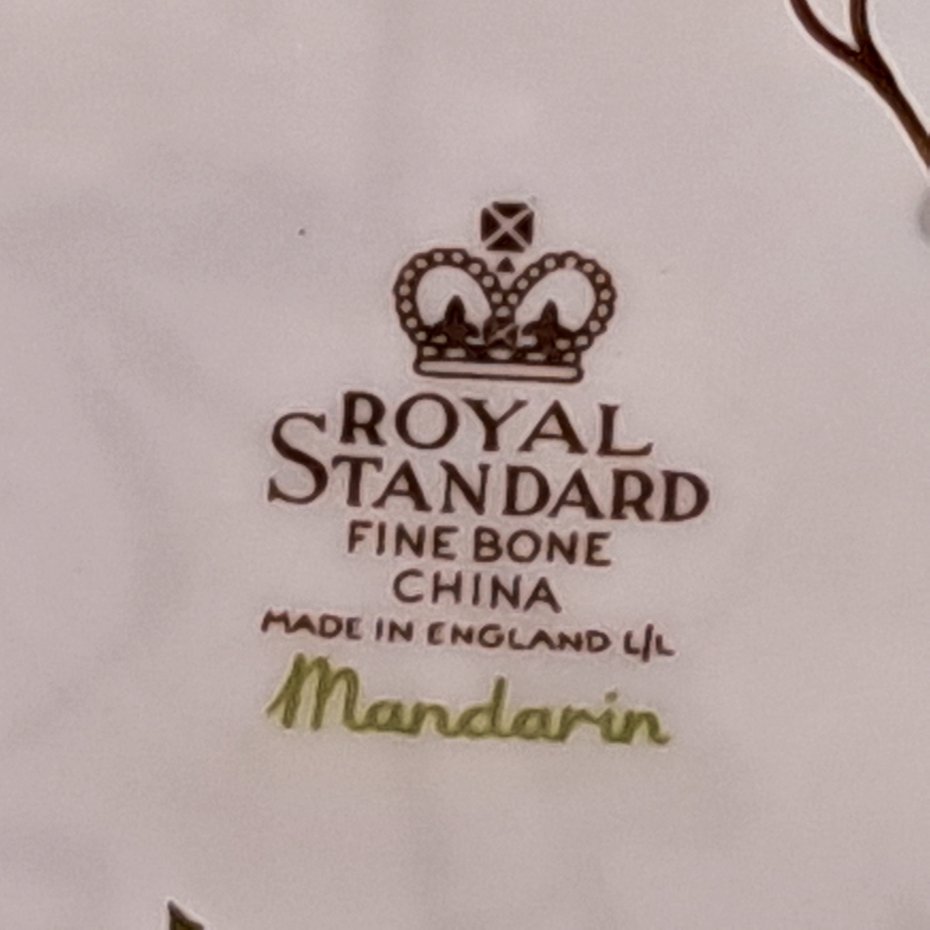 ROYAL
STANDARD
FINE BONE
CHINA
MADE IN ENGLAND L/L
Mandarin